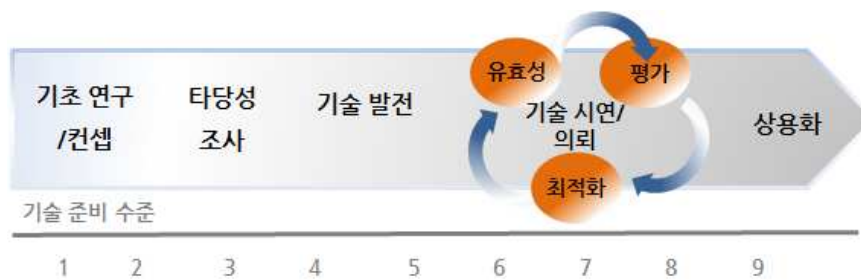 기초 연구
/컨셉
타당성
조사
기술 발전
유효성
평가
기술 시연/
의뢰
최적화
상용화
기술 준비 수준
1 2 3 4 5 6 7 8 9